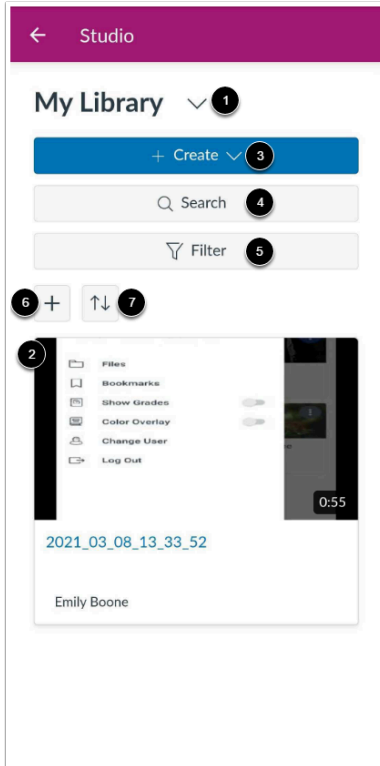 Studio
My Library 1
+ Create 3
Search 4
Filter 5
6 + 7
2
Files
Bookmarks
Show Grades
Color Overlay
Change User
Log Out
0:55
2021_03_08_13_33_52
Emily Boone